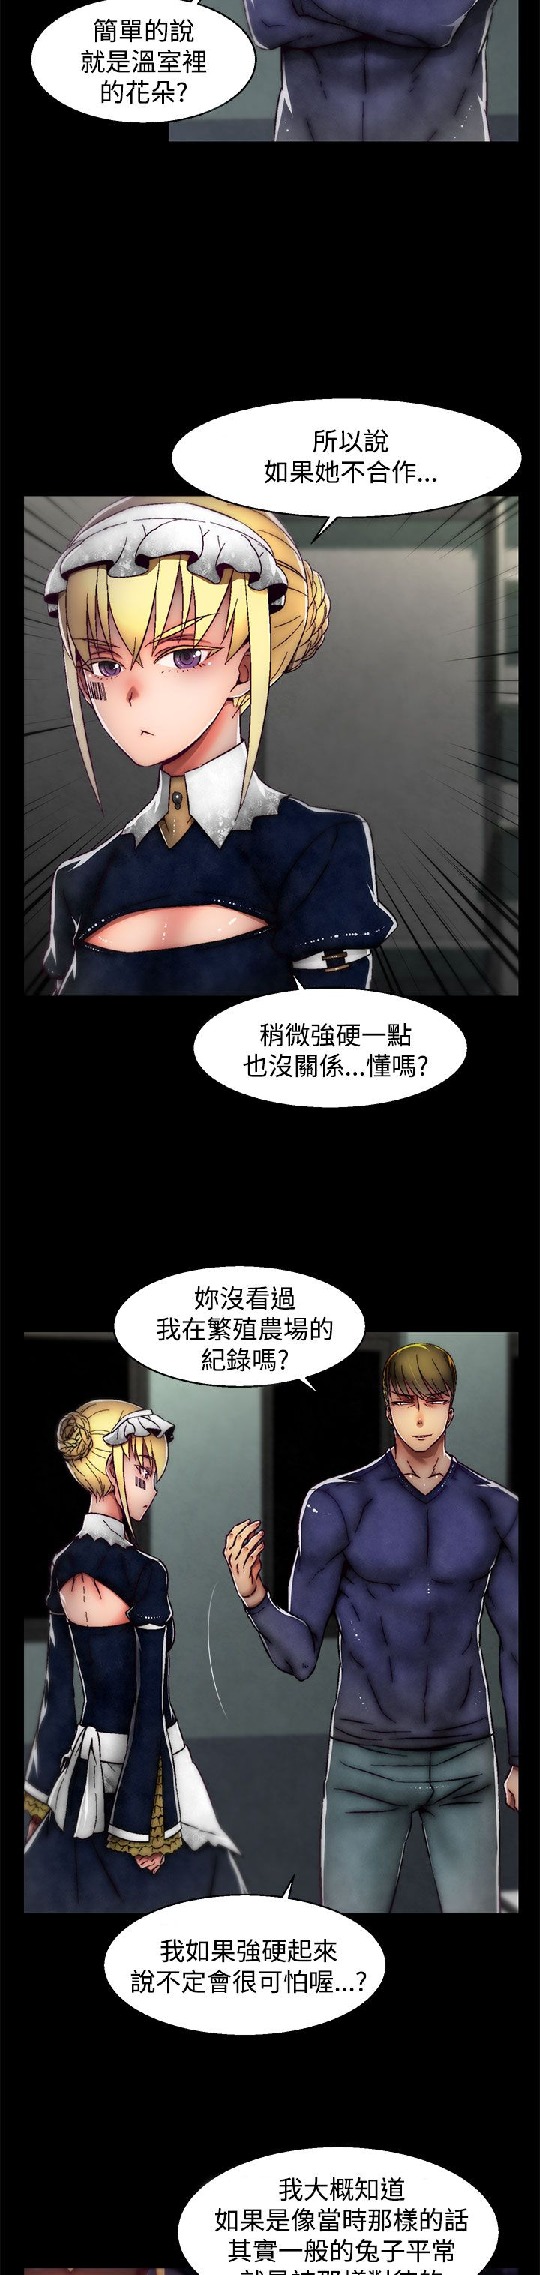 簡單的說
就是溫室裡
的花朵?
所以說
如果她不合作...
稍微強硬一點
也沒關係...懂嗎?
妳沒看過
我在繁殖農場的
紀錄嗎?
我如果強硬起來
說不定會很可怕喔...?
我大概知道
如果是像當時那樣的話
其實一般的兔子平常